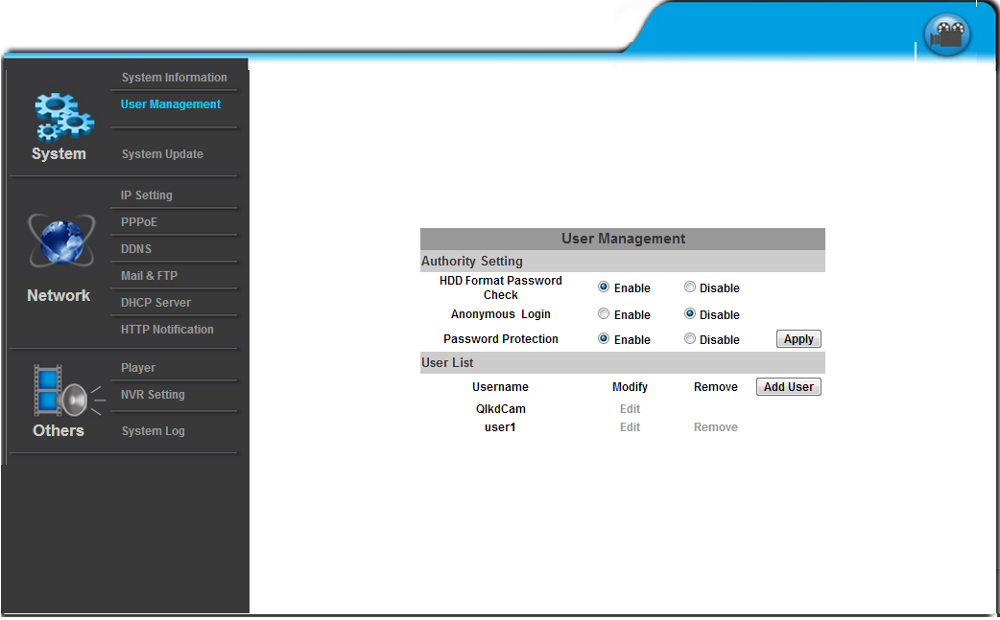 System Information
User Management
System
System Update
IP Setting
PPPoE
DDNS
Mail & FTP
Network
DHCP Server
HTTP Notification
Player
NVR Setting
Others
System Log
User Management
Authority Setting
HDD Format Password
Check
Enable
Disable
Anonymous Login
Enable
Disable
Password Protection
Enable
Disable
Apply
User List
Username
Modify
Remove
Add User
QlkdCam
Edit
user1
Edit
Remove